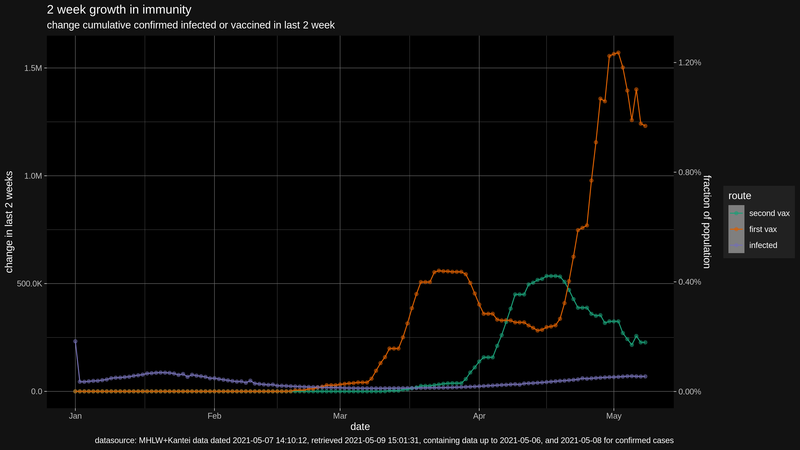 2 week growth in immunity
change cumulative confirmed infected or vaccined in last 2 week
change in last 2 weeks
1.5M
1.0M
500.0K
0.0
1.20%
0.80%
0.40%
0.00%
fraction of population
route
second vax
first vax
infected
Jan Feb Mar Apr May
date
datasource: MHLW+Kantei data dated 2021-05-07 14:10:12, retrieved 2021-05-09 15:01:31, containing data up to 2021-05-06, and 2021-05-08 for confirmed cases